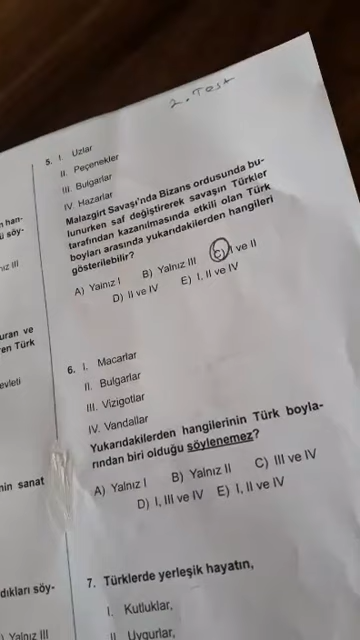 2. Test
5. I. Uzlar
II. Peçenekler
III. Bulgarlar
IV. Hazarlar
Malazgirt Savaşı'nda Bizans ordusunda bu-
lunurken saf değiştirerek savaşın Türkler
tarafından kazanılmasında etkili olan Türk
boyları arasında yukarıdakilerden hangileri
gösterilebilir?
A) Yalnız I B) Yalnız III C) I ve II
D) II ve IV E) I, II ve IV
6. I. Macarlar
II. Bulgarlar
III. Vizigotlar
IV. Vandallar
Yukarıdakilerden hangilerinin Türk boyla-
rından biri olduğu söylenemez?
A) Yalnız I B) Yalnız II C) III ve IV
D) I, III ve IV E) I, II ve IV
7. Türklerde yerleşik hayatın,
I. Kutluklar,
II. Uygurlar,
han-
söy-
III
uran ve
en Türk
evleti
nin sanat
dıkları söy-
) Yalnız III